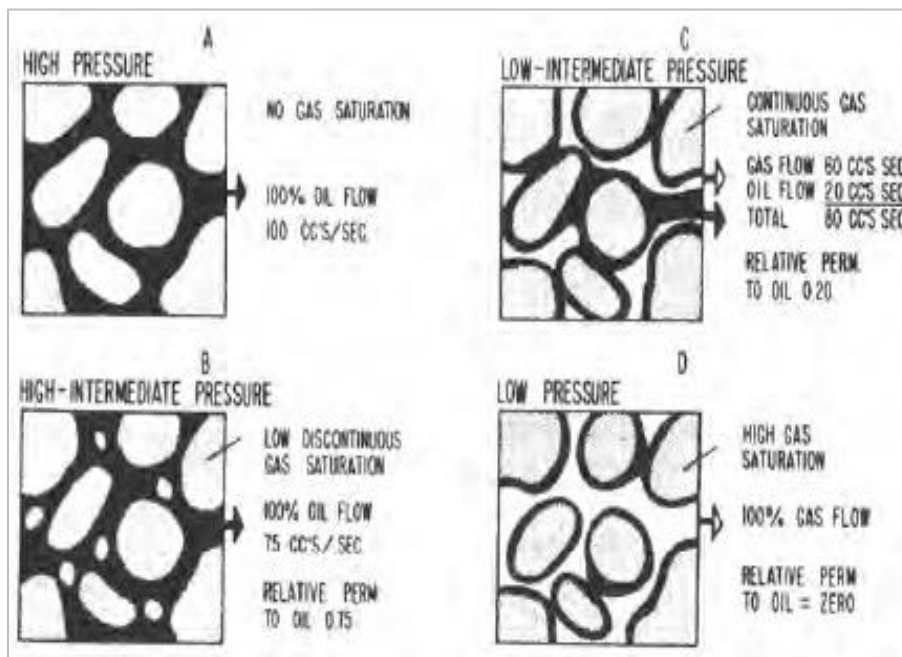 A
HIGH PRESSURE
NO GAS SATURATION
100% OIL FLOW
100 CC'S/SEC.
B
HIGH-INTERMEDIATE PRESSURE
LOW DISCONTINOUS
GAS SATURATION
100% OIL FLOW
75 CC'S/SEC.
RELATIVE PERM
TO OIL 0.75
C
LOW-INTERMEDIATE PRESSURE
CONTINUOUS GAS
SATURATION
GAS FLOW 60 CC'S SEC
OIL FLOW 20 CC'S SEC
TOTAL 80 CC'S SEC
RELATIVE PERM.
TO OIL 0.20
D
LOW PRESSURE
HIGH GAS
SATURATION
100% GAS FLOW
RELATIVE PERM
TO OIL = ZERO